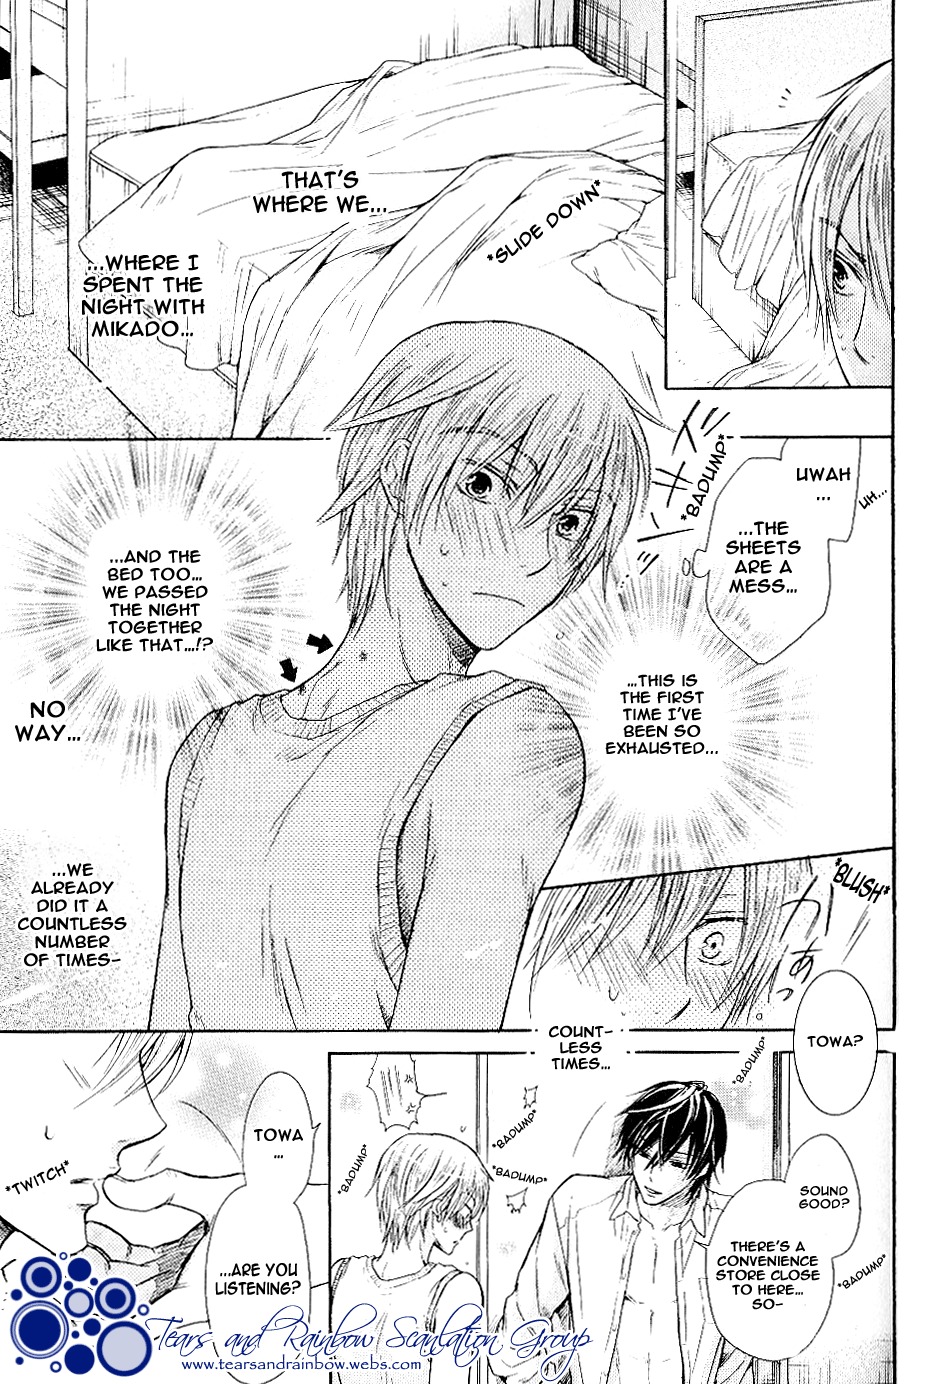 THAT'S
WHERE WE...
*SLIDE DOWN*
...WHERE I
SPENT THE
NIGHT WITH
MIKADO...
UWAH
...
UH...
...THE
SHEETS
ARE A
MESS...
*BADUMP*
...THIS IS
THE FIRST
TIME I'VE
BEEN SO
EXHAUSTED...
...AND THE
BED TOO...
WE PASSED
THE NIGHT
TOGETHER
LIKE THAT...!?
NO
WAY...
...WE
ALREADY
DID IT A
COUNTLESS
NUMBER
OF TIMES-
*BLUSH*
COUNT-
LESS
TIMES...
TOWA?
*BADUMP*
SOUND
GOOD?
THERE'S A
CONVENIENCE
STORE CLOSE
TO HERE...
SO-
*BADUMP*
*BADUMP*
*BADUMP*
*BADUMP*
TOWA
...
...ARE YOU
LISTENING?
*TWITCH*
Tears and Rainbow Scanlation Group
www.tearsandrainbow.webs.com